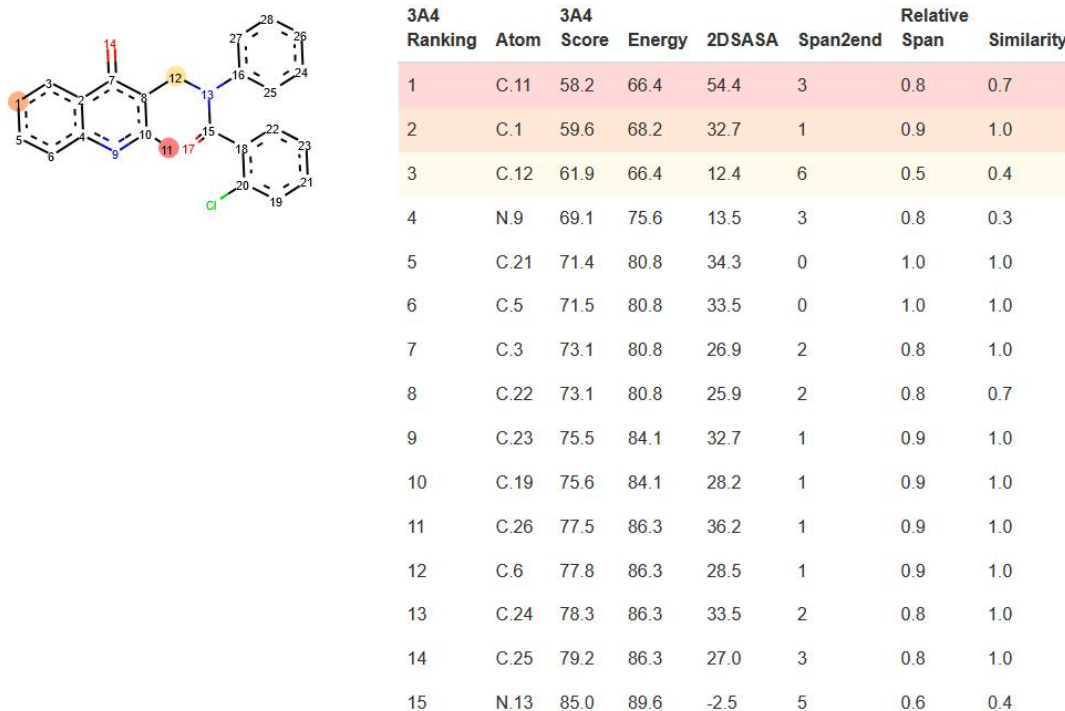 3A4 Ranking Atom 3A4 Score Energy 2DSASA Span2end Relative Span Similarity
1 C.11 58.2 66.4 54.4 3 0.8 0.7
2 C.1 59.6 68.2 32.7 1 0.9 1.0
3 C.12 61.9 66.4 12.4 6 0.5 0.4
4 N.9 69.1 75.6 13.5 3 0.8 0.3
5 C.21 71.4 80.8 34.3 0 1.0 1.0
6 C.5 71.5 80.8 33.5 0 1.0 1.0
7 C.3 73.1 80.8 26.9 2 0.8 1.0
8 C.22 73.1 80.8 25.9 2 0.8 0.7
9 C.23 75.5 84.1 32.7 1 0.9 1.0
10 C.19 75.6 84.1 28.2 1 0.9 1.0
11 C.26 77.5 86.3 36.2 1 0.9 1.0
12 C.6 77.8 86.3 28.5 1 0.9 1.0
13 C.24 78.3 86.3 33.5 2 0.8 1.0
14 C.25 79.2 86.3 27.0 3 0.8 1.0
15 N.13 85.0 89.6 -2.5 5 0.6 0.4
28
14
27
26
7
12
16
24
3
25
1
2
8
13
5
4
10
15
22
6
9
11
17
18
23
20
21
Cl
19